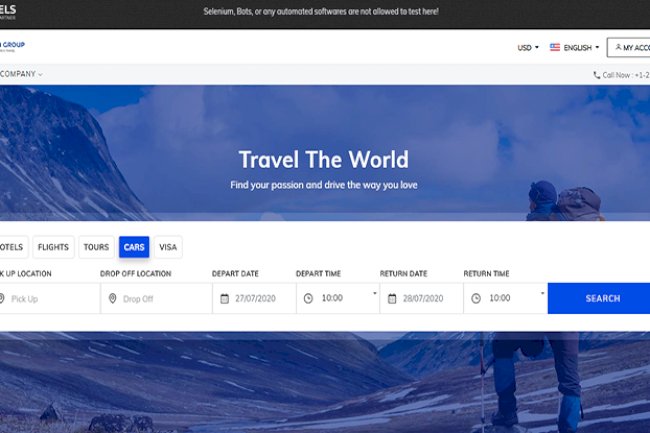 ELS
PARTNER
Selenium, Bots, or any automated softwares are not allowed to test here!
GROUP
USD
ENGLISH
MY ACCO
COMPANY
Call Now : +1-2
Travel The World
Find your passion and drive the way you love
OTELS FLIGHTS TOURS CARS VISA
K UP LOCATION DROP OFF LOCATION DEPART DATE DEPART TIME RETURN DATE RETURN TIME
Pick Up Drop Off 27/07/2020 10:00 28/07/2020 10:00 SEARCH